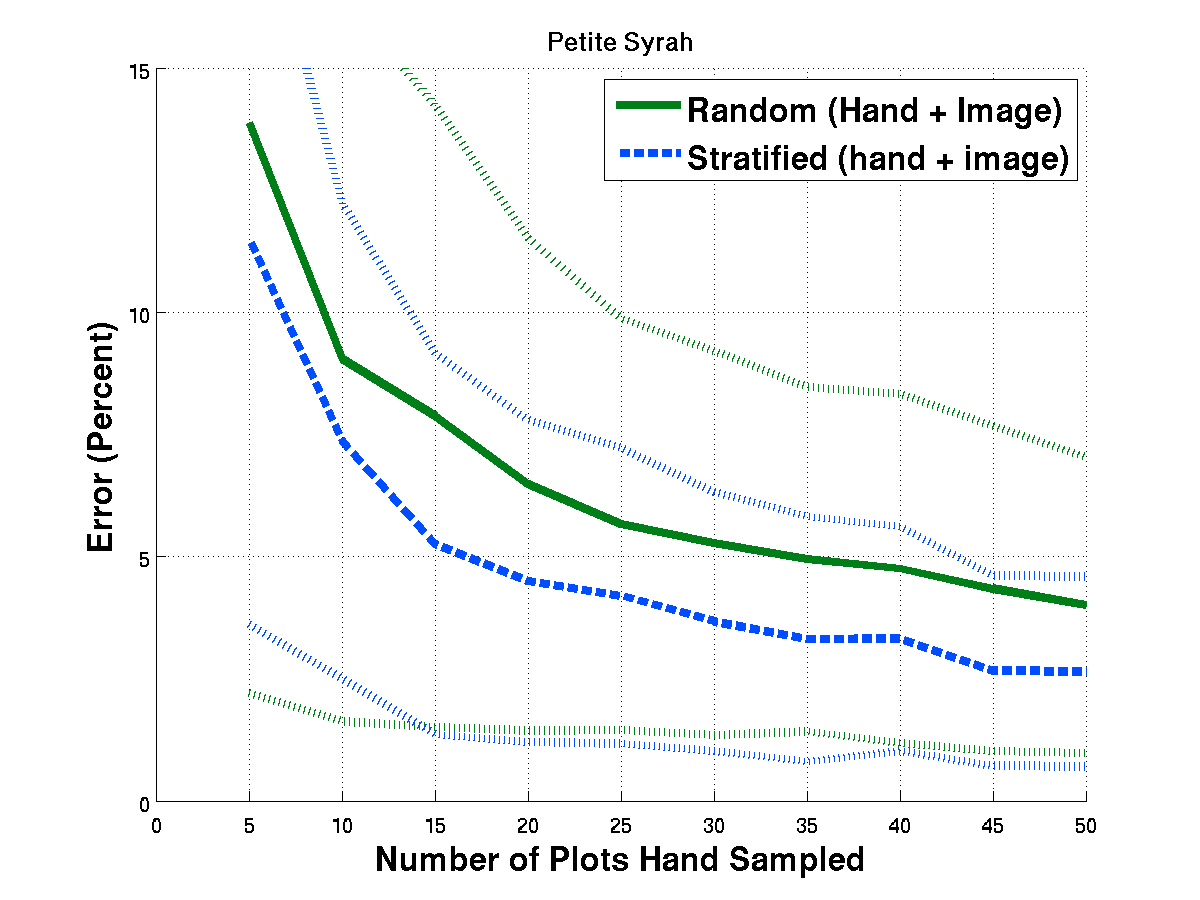 Petite Syrah
15
10
5
0
Error (Percent)
Random (Hand + Image)
Stratified (hand + image)
0 5 10 15 20 25 30 35 40 45 50
Number of Plots Hand Sampled